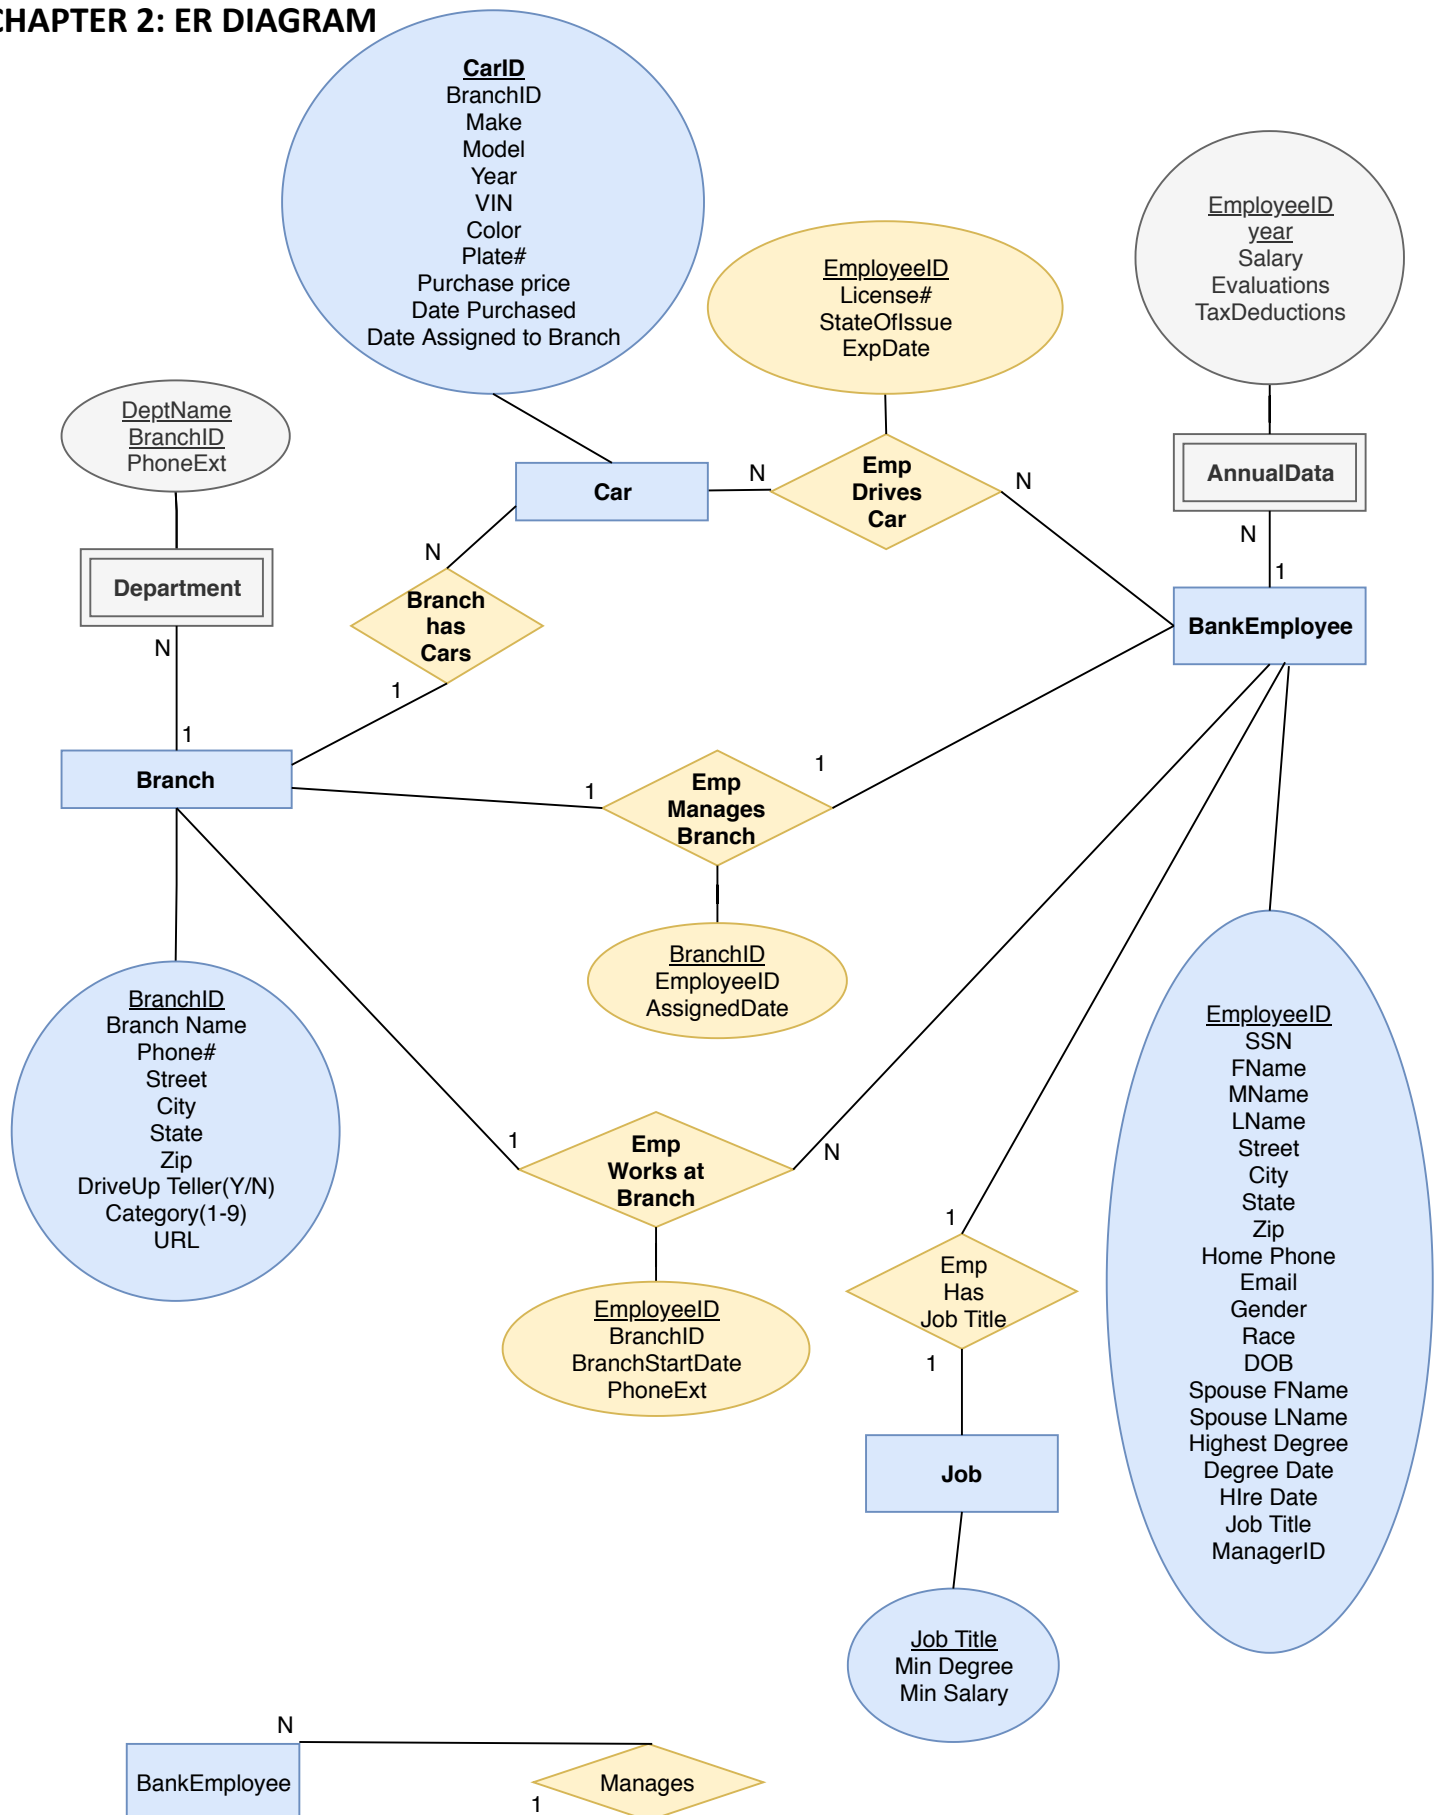 CHAPTER 2: ER DIAGRAM
CarID
BranchID
Make
Model
Year
VIN
Color
Plate#
Purchase price
Date Purchased
Date Assigned to Branch
EmployeeID
License#
StateOfIssue
ExpDate
EmployeeID
year
Salary
Evaluations
TaxDeductions
DeptName
BranchID
PhoneExt
Car
N
Emp
Drives
Car
N
AnnualData
N
1
Department
N
1
N
Branch
has
Cars
1
BankEmployee
Branch
1
Emp
Manages
Branch
1
BranchID
EmployeeID
AssignedDate
BranchID
Branch Name
Phone#
Street
City
State
Zip
DriveUp Teller(Y/N)
Category(1-9)
URL
1
Emp
Works at
Branch
N
EmployeeID
BranchID
BranchStartDate
PhoneExt
1
Emp
Has
Job Title
1
Job
Job Title
Min Degree
Min Salary
EmployeeID
SSN
FName
MName
LName
Street
City
State
Zip
Home Phone
Email
Gender
Race
DOB
Spouse FName
Spouse LName
Highest Degree
Degree Date
HIre Date
Job Title
ManagerID
N
BankEmployee
Manages
1